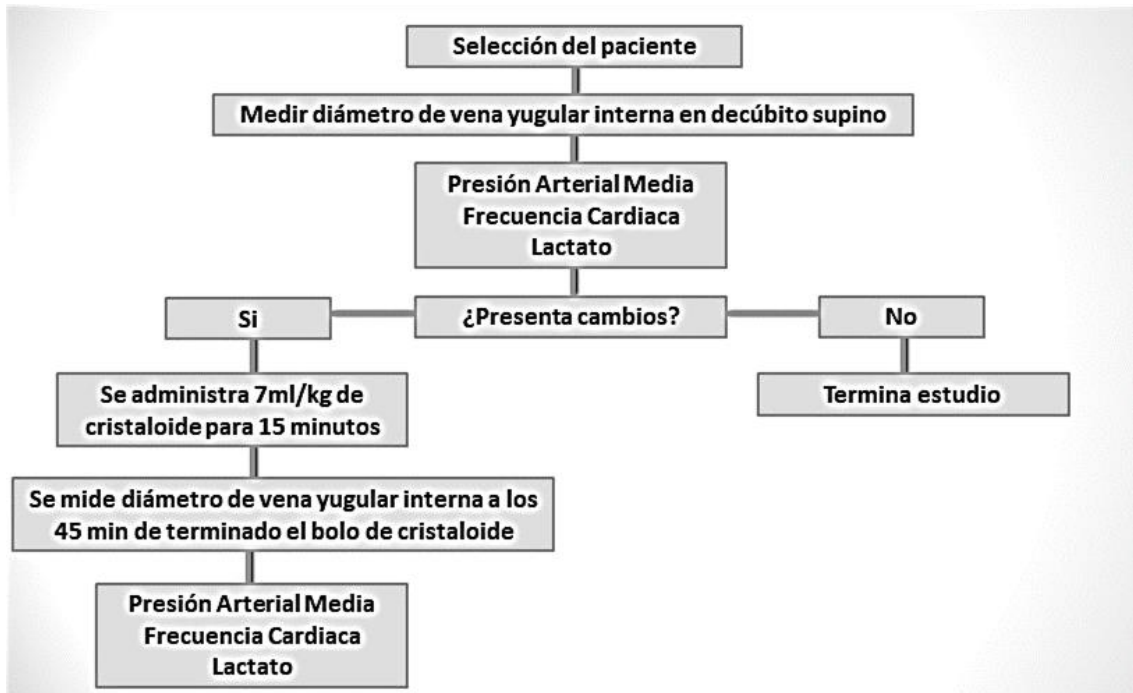 Selección del paciente
Medir diámetro de vena yugular interna en decúbito supino
Presión Arterial Media
Frecuencia Cardiaca
Lactato
Si
¿Presenta cambios?
No
Se administra 7ml/kg de
cristaloide para 15 minutos
Termina estudio
Se mide diámetro de vena yugular interna a los
45 min de terminado el bolo de cristaloide
Presión Arterial Media
Frecuencia Cardiaca
Lactato